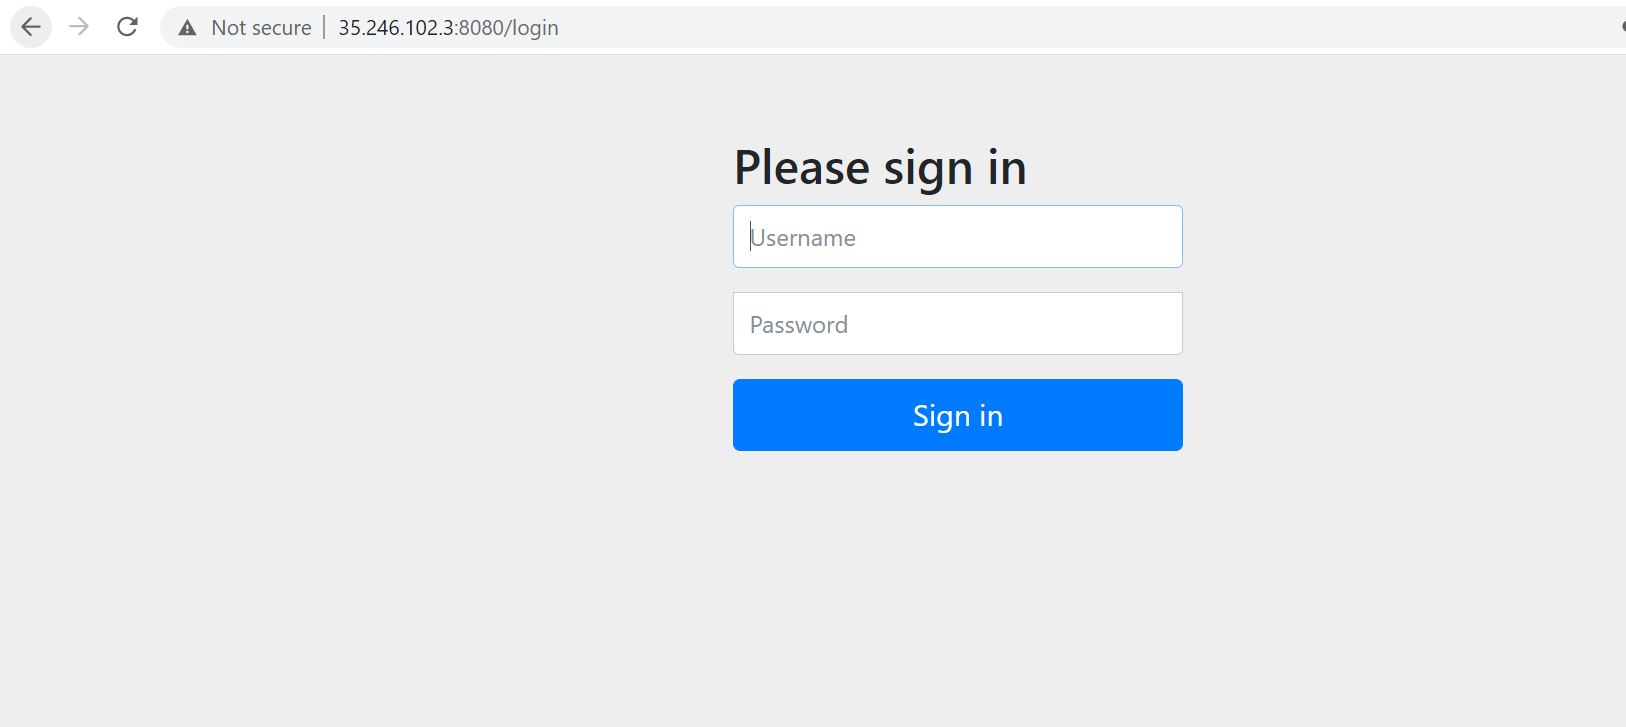 Not secure | 35.246.102.3:8080/login
Please sign in
Username
Password
Sign in